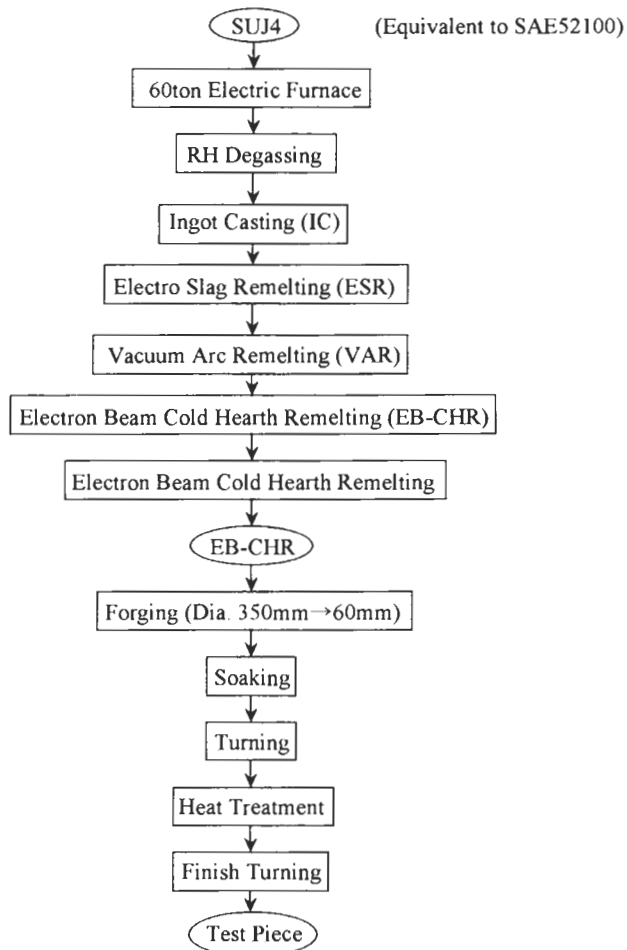 SUJ4 (Equivalent to SAE52100)
60ton Electric Furnace
RH Degassing
Ingot Casting (IC)
Electro Slag Remelting (ESR)
Vacuum Arc Remelting (VAR)
Electron Beam Cold Hearth Remelting (EB-CHR)
Electron Beam Cold Hearth Remelting
EB-CHR
Forging (Dia. 350mm→60mm)
Soaking
Turning
Heat Treatment
Finish Turning
Test Piece